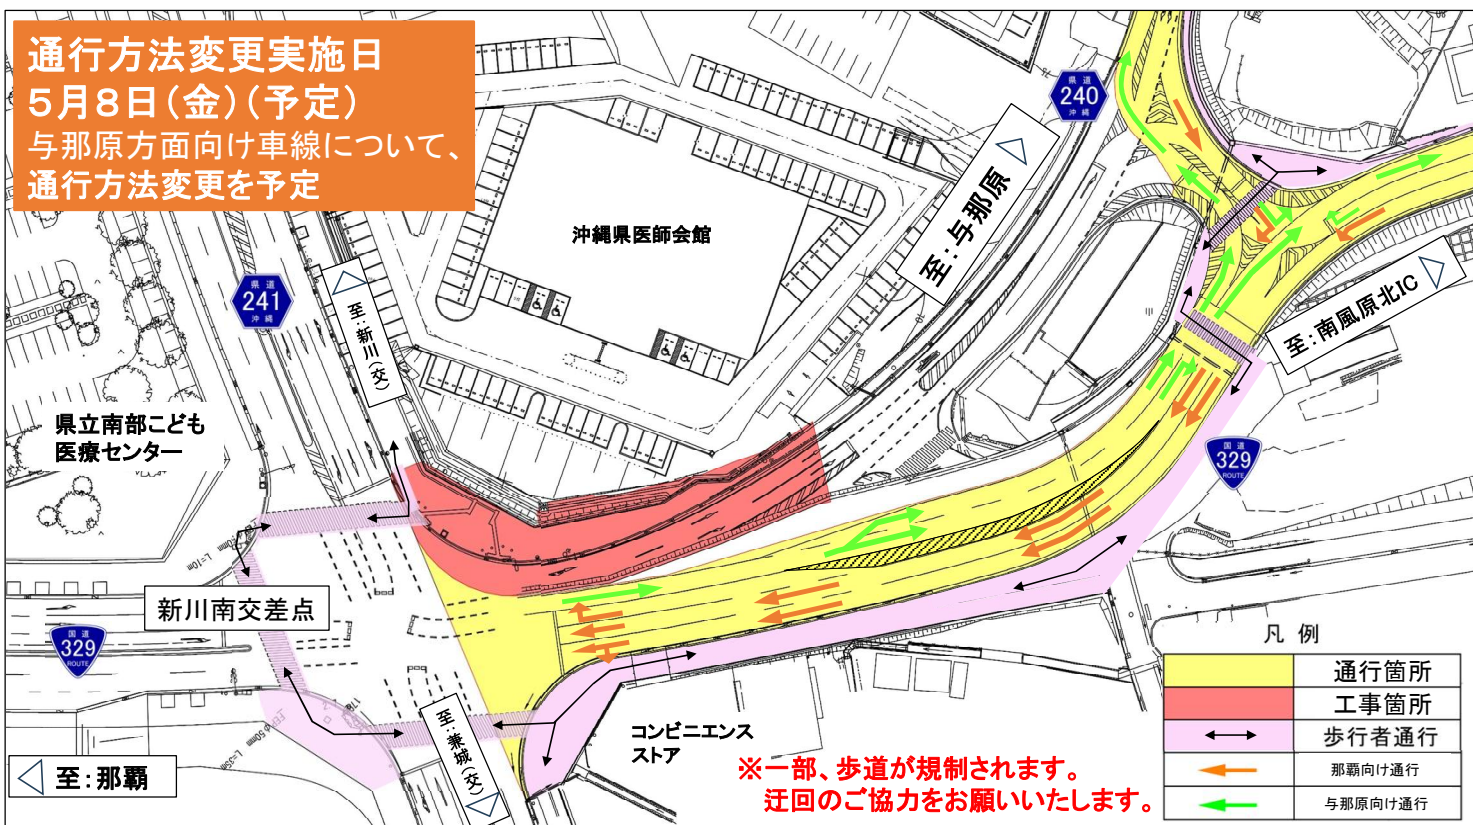 通行方法変更実施日
5月8日(金)(予定)
与那原方面向け車線について、
通行方法変更を予定
県道
240
沖縄
至:与那原
沖縄県医師会館
県道
241
沖縄
至:新川(交)
至:南風原北IC
県立南部こども
医療センター
国道
329
ROUTE
新川南交差点
国道
329
ROUTE
至:兼城(交)
コンビニエンス
ストア
至:那覇
※一部、歩道が規制されます。
迂回のご協力をお願いいたします。
凡例
通行箇所
工事箇所
歩行者通行
那覇向け通行
与那原向け通行
L=10m